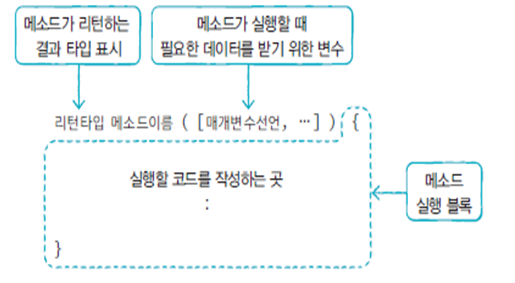 메소드가 리턴하는
결과 타입 표시
메소드가 실행할 때
필요한 데이터를 받기 위한 변수
리턴타입 메소드이름 ( [매개변수선언, …] ) {
실행할 코드를 작성하는 곳
:
}
메소드
실행 블록